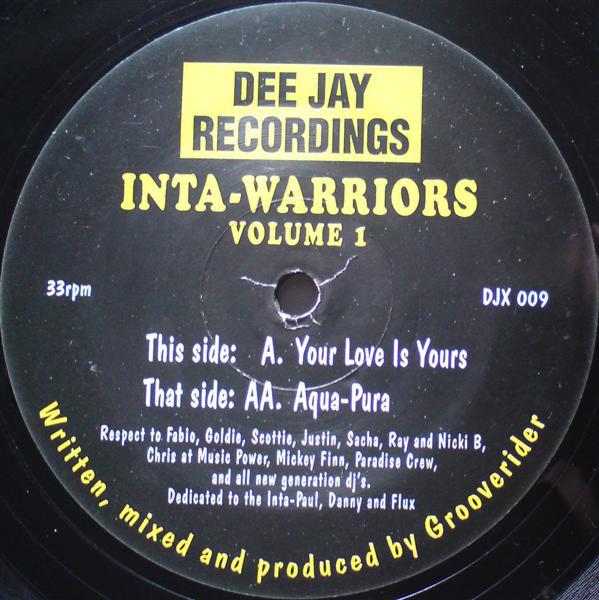 DEE JAY
RECORDINGS
INTA-WARRIORS
VOLUME 1
33rpm
DJX 009
This side: A. Your Love Is Yours
That side: AA. Aqua-Pura
Respect to Fabio, Goldie, Scottie, Justin, Sacha, Ray and Nicki B,
Chris at Music Power, Mickey Finn, Paradise Crew,
and all new generation dj's.
Dedicated to the Inta-Paul, Danny and Flux
Written, mixed and produced by Grooverider